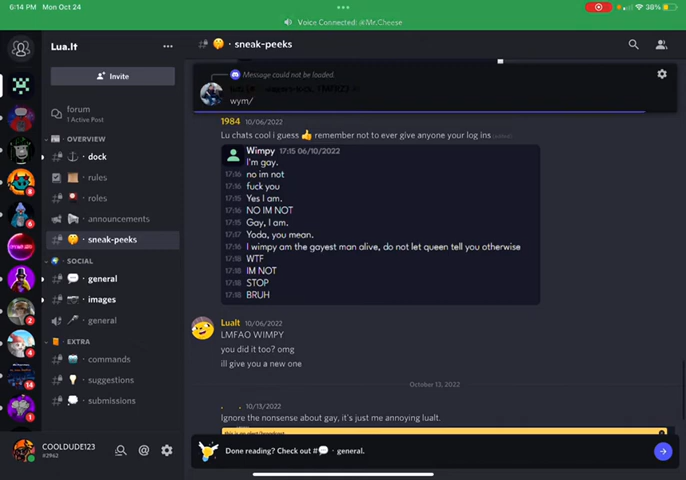 6:14 PM Mon Oct 24
38%
Voice Connected: @Mr.Cheese
Lua.lt
Invite
forum
1 Active Post
OVERVIEW
dock
rules
roles
announcements
sneak-peeks
SOCIAL
general
images
general
EXTRA
commands
suggestions
submissions
COOLDUDE123
#2962
sneak-peeks
Message could not be loaded.
wym/
1984 10/06/2022
Lu chats cool i guess 👍 remember not to ever give anyone your log ins (edited)
Wimpy 17:15 06/10/2022
17:16 I'm gay.
17:16 no im not
17:16 fuck you
17:15 Yes I am.
17:16 NO IM NOT
17:15 Gay, I am.
17:17 Yoda, you mean.
17:16 I wimpy am the gayest man alive, do not let queen tell you otherwise
17:18 WTF
17:18 IM NOT
17:18 STOP
17:18 BRUH
Lualt 10/06/2022
LMFAO WIMPY
you did it too? omg
ill give you a new one
October 13, 2022
. . 10/13/2022
Ignore the nonsense about gay, it's just me annoying lualt.
Done reading? Check out #💬 · general.